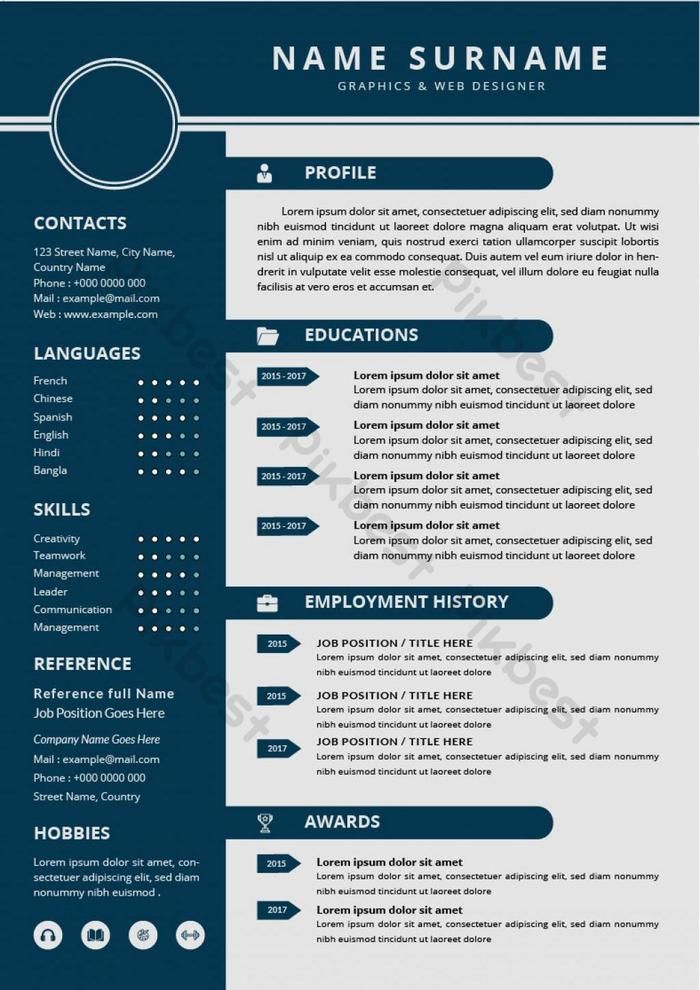 NAME SURNAME
GRAPHICS & WEB DESIGNER
CONTACTS
123 Street Name, City Name,
Country Name
Phone : +000 0000 000
Mail : example@mail.com
Web : www.example.com
LANGUAGES
French
Chinese
Spanish
English
Hindi
Bangla
SKILLS
Creativity
Teamwork
Management
Leader
Communication
Management
REFERENCE
Reference full Name
Job Position Goes Here
Company Name Goes Here
Mail : example@mail.com
Phone : +000 0000 000
Street Name, Country
HOBBIES
Lorem ipsum dolor sit amet, con-
sectetuer adipiscing elit, sed diam
nonummy nibh euismod .
PROFILE
Lorem ipsum dolor sit amet, consectetuer adipiscing elit, sed diam nonummy
nibh euismod tincidunt ut laoreet dolore magna aliquam erat volutpat. Ut wisi
enim ad minim veniam, quis nostrud exerci tation ullamcorper suscipit lobortis
nisl ut aliquip ex ea commodo consequat. Duis autem vel eum iriure dolor in hen-
drerit in vulputate velit esse molestie consequat, vel illum dolore eu feugiat nulla
facilisis at vero eros et accumsan et.
EDUCATIONS
2015 - 2017
Lorem ipsum dolor sit amet
Lorem ipsum dolor sit amet, consectetuer adipiscing elit, sed
diam nonummy nibh euismod tincidunt ut laoreet dolore
2015 - 2017
Lorem ipsum dolor sit amet
Lorem ipsum dolor sit amet, consectetuer adipiscing elit, sed
diam nonummy nibh euismod tincidunt ut laoreet dolore
2015 - 2017
Lorem ipsum dolor sit amet
Lorem ipsum dolor sit amet, consectetuer adipiscing elit, sed
diam nonummy nibh euismod tincidunt ut laoreet dolore
2015 - 2017
Lorem ipsum dolor sit amet
Lorem ipsum dolor sit amet, consectetuer adipiscing elit, sed
diam nonummy nibh euismod tincidunt ut laoreet dolore
EMPLOYMENT HISTORY
2015
JOB POSITION / TITLE HERE
Lorem ipsum dolor sit amet, consectetuer adipiscing elit, sed diam nonummy
nibh euismod tincidunt ut laoreet dolore
2015
JOB POSITION / TITLE HERE
Lorem ipsum dolor sit amet, consectetuer adipiscing elit, sed diam nonummy
nibh euismod tincidunt ut laoreet dolore
2017
JOB POSITION / TITLE HERE
Lorem ipsum dolor sit amet, consectetuer adipiscing elit, sed diam nonummy
nibh euismod tincidunt ut laoreet dolore
AWARDS
2015
Lorem ipsum dolor sit amet
Lorem ipsum dolor sit amet, consectetuer adipiscing elit, sed diam nonummy
nibh euismod tincidunt ut laoreet dolore
2017
Lorem ipsum dolor sit amet
Lorem ipsum dolor sit amet, consectetuer adipiscing elit, sed diam nonummy
nibh euismod tincidunt ut laoreet dolore
pikbest
pikbest
pikbest
pikbest
pikbest